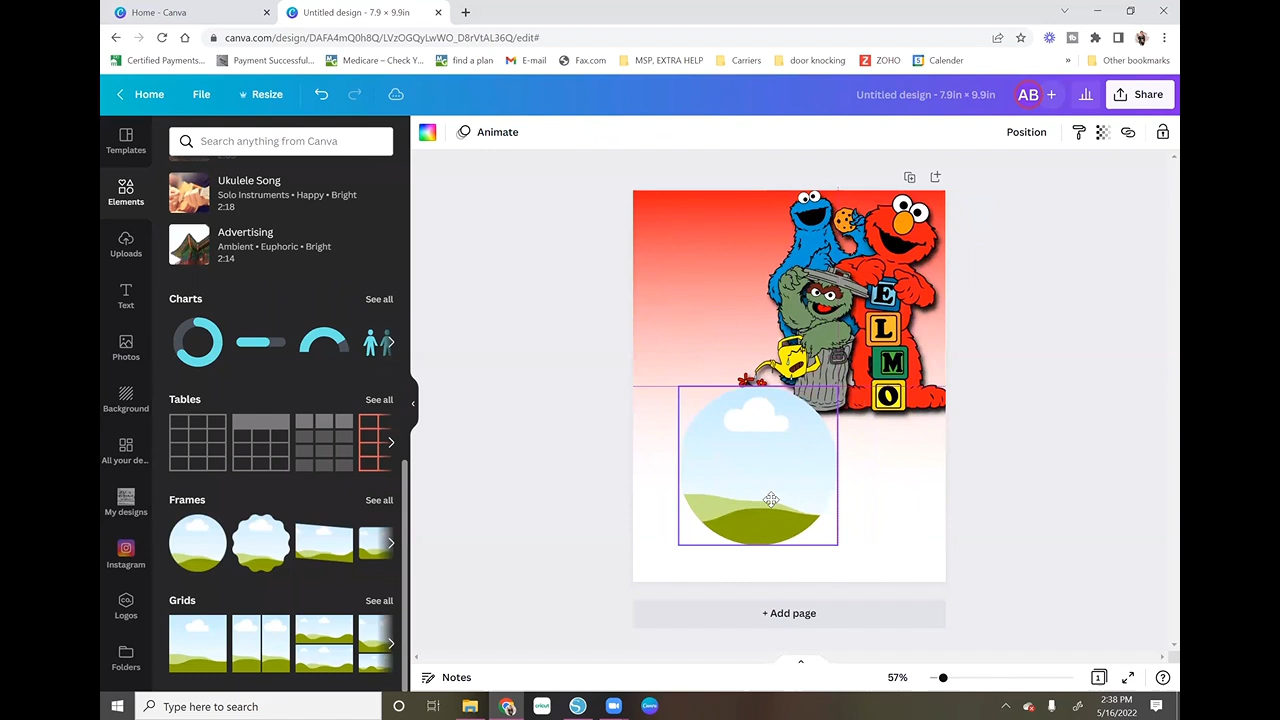 Home - Canva
Untitled design - 7.9 × 9.9in
canva.com/design/DAFA4mQ0h8Q/LVzOGQyLwWO_D8rVtAL36Q/edit#
Certified Payments...
Payment Successful...
Medicare – Check Y...
find a plan
E-mail
Fax.com
MSP, EXTRA HELP
Carriers
door knocking
ZOHO
Calender
»
Other bookmarks
Home
File
Resize
Untitled design - 7.9in × 9.9in
AB
Share
Templates
Search anything from Canva
Animate
Position
Elements
Ukulele Song
Solo Instruments • Happy • Bright
2:18
Uploads
Advertising
Ambient • Euphoric • Bright
2:14
Text
Charts
See all
Photos
Background
Tables
See all
All your de...
My designs
Frames
See all
Instagram
Logos
Grids
See all
Folders
E
L
M
O
+ Add page
Notes
57%
1
Type here to search
cricut
Canva
2:38 PM
5/16/2022